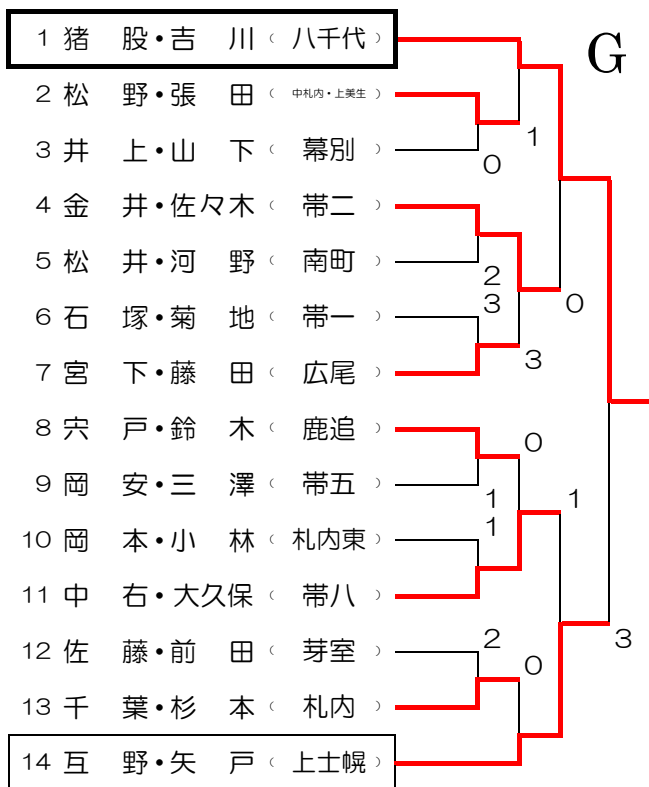 1 猪 股・吉 川 ( 八千代 )
G
2 松 野・張 田 ( 中札内・上美生 )
1
3 井 上・山 下 ( 幕別 )
0
4 金 井・佐々木 ( 帯二 )
5 松 井・河 野 ( 南町 )
2
3
0
6 石 塚・菊 地 ( 帯一 )
3
7 宮 下・藤 田 ( 広尾 )
8 宍 戸・鈴 木 ( 鹿追 )
0
9 岡 安・三 澤 ( 帯五 )
1
1
1
10 岡 本・小 林 ( 札内東 )
11 中 右・大久保 ( 帯八 )
12 佐 藤・前 田 ( 芽室 )
2
0
3
13 千 葉・杉 本 ( 札内 )
14 互 野・矢 戸 ( 上士幌 )